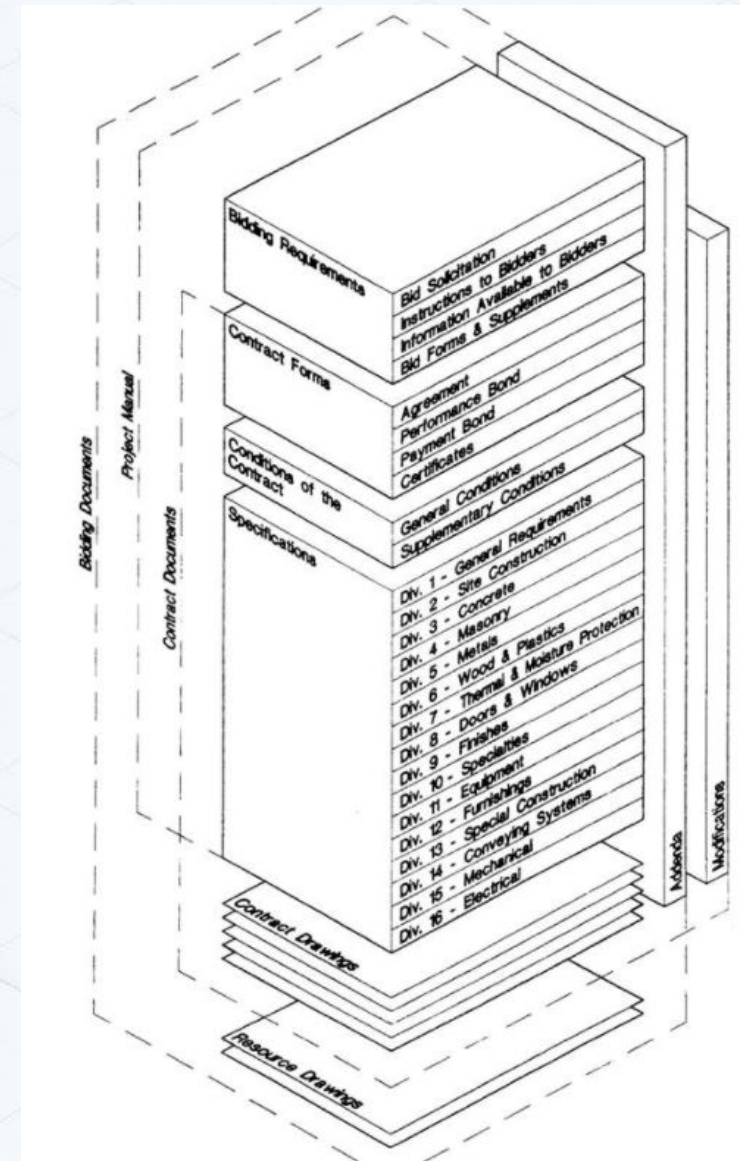 Bidding Requirements
Bid Solicitation
Instructions to Bidders
Information Available to Bidders
Bid Forms & Supplements
Contract Forms
Agreement
Performance Bond
Payment Bond
Certificates
Conditions of the
Contract
General Conditions
Supplementary Conditions
Specifications
Div. 1 - General Requirements
Div. 2 - Site Construction
Div. 3 - Concrete
Div. 4 - Masonry
Div. 5 - Metals
Div. 6 - Wood & Plastics
Div. 7 - Thermal & Moisture Protection
Div. 8 - Doors & Windows
Div. 9 - Finishes
Div. 10 - Specialties
Div. 11 - Equipment
Div. 12 - Furnishings
Div. 13 - Special Construction
Div. 14 - Conveying Systems
Div. 15 - Mechanical
Div. 16 - Electrical
Contract Drawings
Resource Drawings
Bidding Documents
Project Manual
Contract Documents
Addenda
Modifications